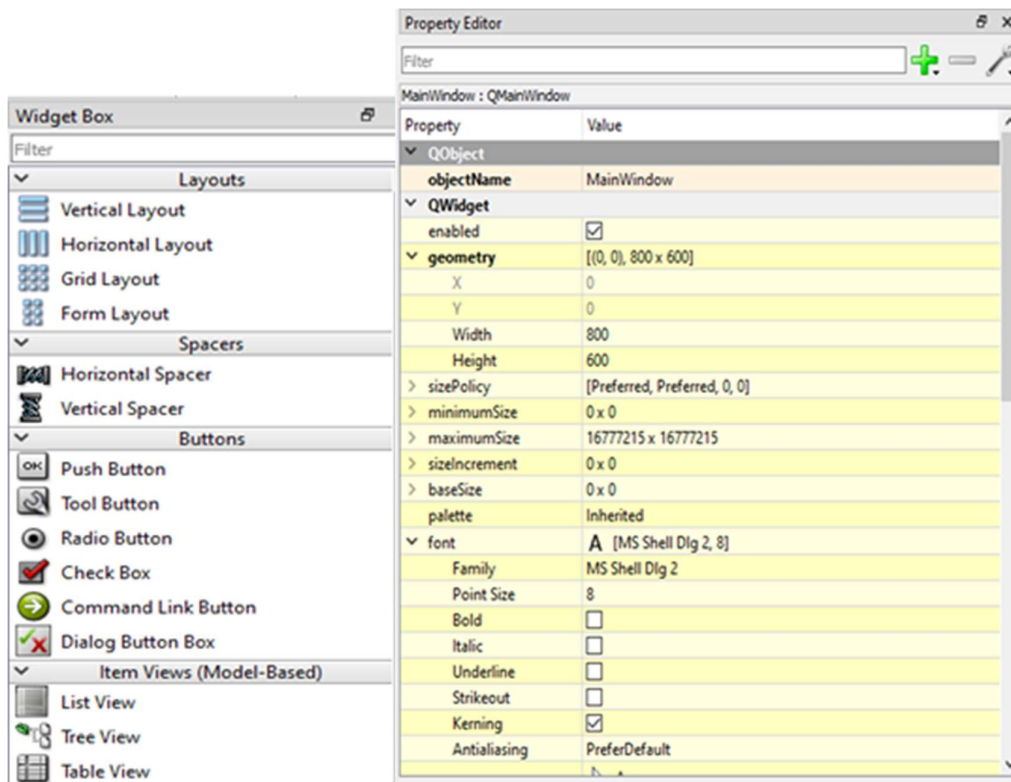 Widget Box
Filter
Layouts
Vertical Layout
Horizontal Layout
Grid Layout
Form Layout
Spacers
Horizontal Spacer
Vertical Spacer
Buttons
OK Push Button
Tool Button
Radio Button
Check Box
Command Link Button
Dialog Button Box
Item Views (Model-Based)
List View
Tree View
Table View
Property Editor
Filter
MainWindow : QMainWindow
Property Value
QObject
objectName MainWindow
QWidget
enabled
geometry [(0, 0), 800 x 600]
X 0
Y 0
Width 800
Height 600
sizePolicy [Preferred, Preferred, 0, 0]
minimumSize 0 x 0
maximumSize 16777215 x 16777215
sizeIncrement 0 x 0
baseSize 0 x 0
palette Inherited
font A [MS Shell Dlg 2, 8]
Family MS Shell Dlg 2
Point Size 8
Bold
Italic
Underline
Strikeout
Kerning
Antialiasing PreferDefault